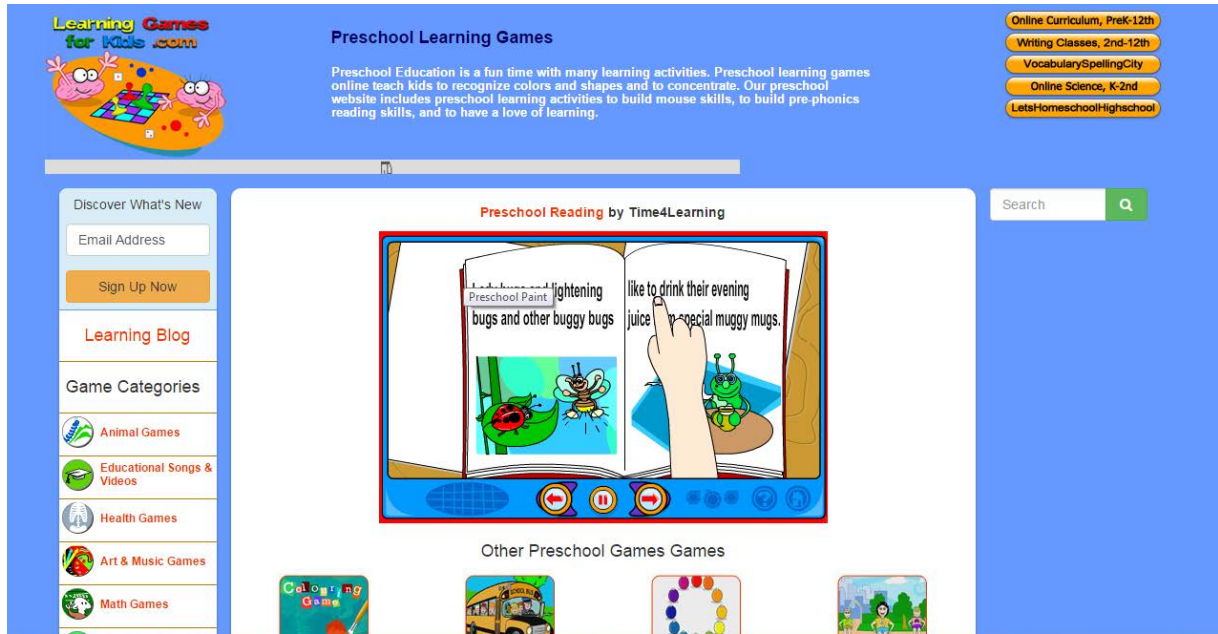 Learning Games
for Kids .com
Preschool Learning Games
Preschool Education is a fun time with many learning activities. Preschool learning games
online teach kids to recognize colors and shapes and to concentrate. Our preschool
website includes preschool learning activities to build mouse skills, to build pre-phonics
reading skills, and to have a love of learning.
Online Curriculum, PreK-12th
Writing Classes, 2nd-12th
VocabularySpellingCity
Online Science, K-2nd
LetsHomeschoolHighschool
Discover What's New
Email Address
Sign Up Now
Learning Blog
Game Categories
Animal Games
Educational Songs &
Videos
Health Games
Art & Music Games
Math Games
Preschool Reading by Time4Learning
lightening
Preschool Paint
bugs and other buggy bugs
like to drink their evening
juice special muggy mugs.
Other Preschool Games Games
Colouring
Game
SCHOOL BUS
Search